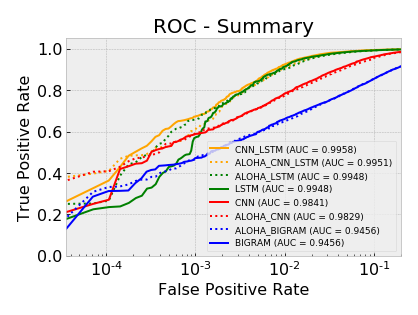 ROC - Summary
True Positive Rate
1.0
0.8
0.6
0.4
0.2
0.0
CNN_LSTM (AUC = 0.9958)
ALOHA_CNN_LSTM (AUC = 0.9951)
ALOHA_LSTM (AUC = 0.9948)
LSTM (AUC = 0.9948)
CNN (AUC = 0.9841)
ALOHA_CNN (AUC = 0.9829)
ALOHA_BIGRAM (AUC = 0.9456)
BIGRAM (AUC = 0.9456)
10⁻⁴ 10⁻³ 10⁻² 10⁻¹
False Positive Rate